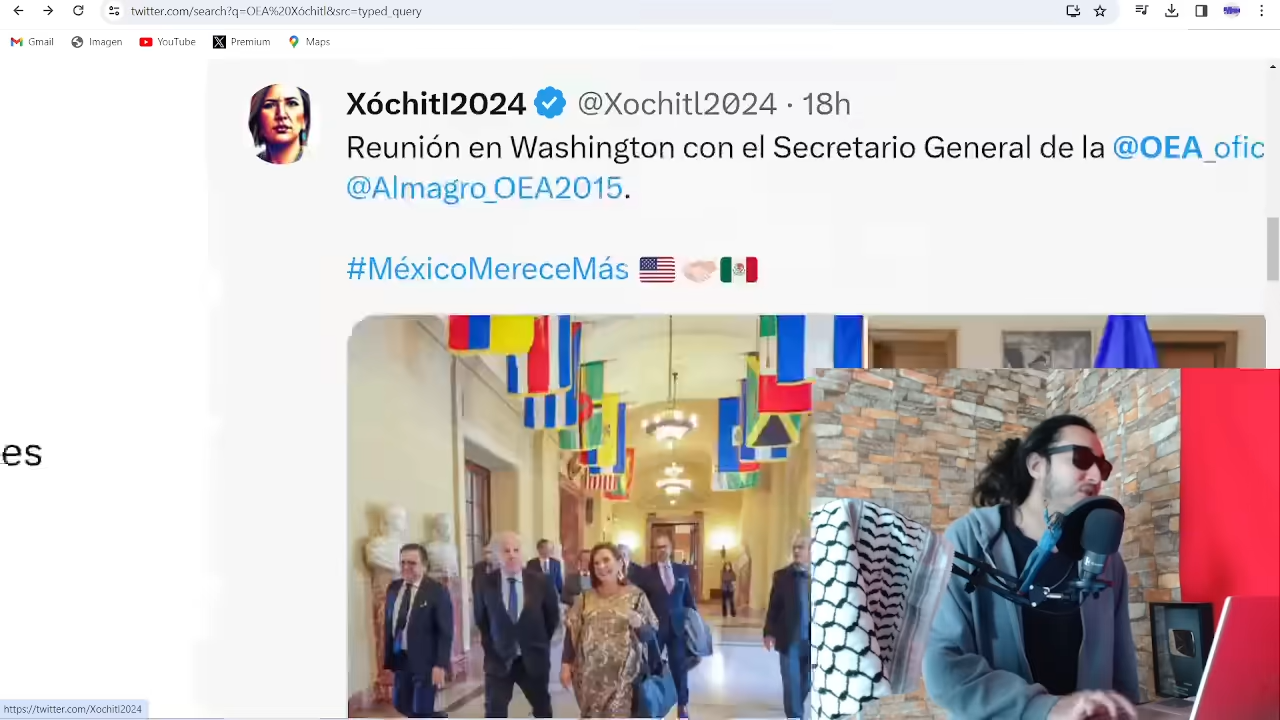 twitter.com/search?q=OEA%20Xóchitl&src=typed_query
Gmail
Imagen
YouTube
Premium
Maps
XóchitI2024 @Xochitl2024 · 18h
Reunión en Washington con el Secretario General de la @OEA_ofic
@Almagro_OEA2015.
#MéxicoMereceMás
es
https://twitter.com/Xochitl2024